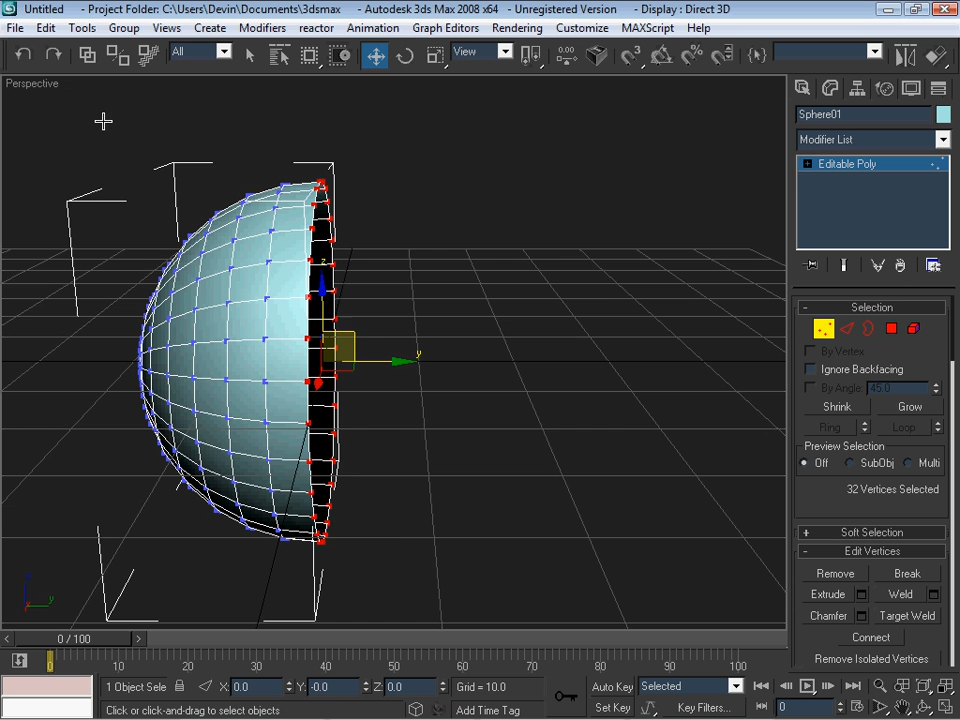 Untitled - Project Folder: C:\Users\Devin\Documents\3dsmax - Autodesk 3ds Max 2008 x64 - Unregistered Version - Display : Direct 3D
File Edit Tools Group Views Create Modifiers reactor Animation Graph Editors Rendering Customize MAXScript Help
All View
Perspective
Sphere01
Modifier List
Editable Poly
z
y
- Selection
By Vertex
Ignore Backfacing
By Angle: 45.0
Shrink Grow
Ring Loop
Preview Selection
Off SubObj Multi
32 Vertices Selected
+ Soft Selection
- Edit Vertices
Remove Break
Extrude Weld
Chamfer Target Weld
Connect
Remove Isolated Vertices
z
y
< 0 / 100 >
0 10 20 30 40 50 60 70 80 90 100
1 Object Sele X: 0.0 Y: -0.0 Z: 0.0 Grid = 10.0 Auto Key Selected
Click or click-and-drag to select objects Add Time Tag Set Key Key Filters... 0